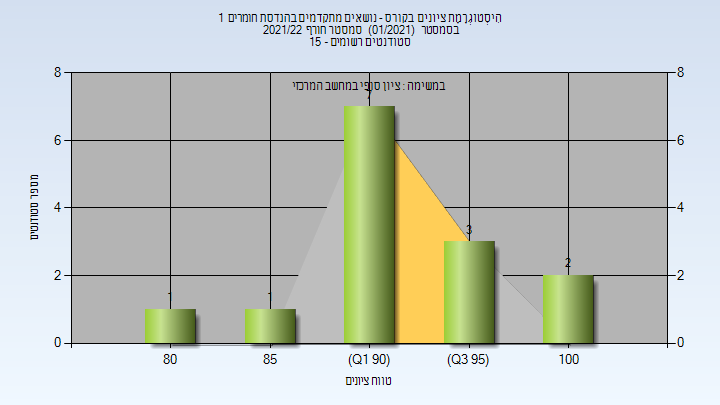 היסטוגרמת ציונים בקורס - נושאים מתקדמים בהנדסת חומרים 1
בסמסטר (01/2021) סמסטר חורף 2021/22
סטודנטים רשומים - 15
במשימה : ציון סופי במחשב המרכזי
8 8
7
6 6
מספר סטודנטים
4 4
3
2 2
2
1 1
0 0
80 85 (Q1 90) (Q3 95) 100
טווח ציונים